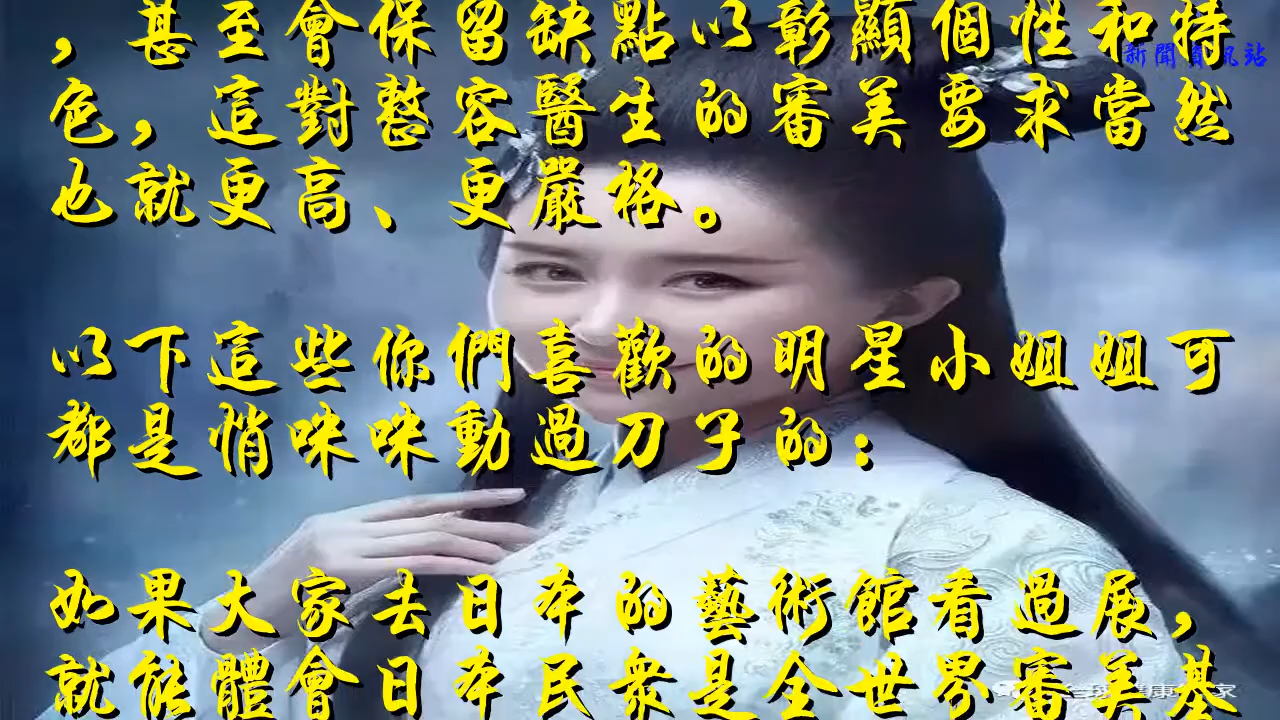 ，甚至會保留缺點以彰顯個性和特
新聞資訊站
色，這對整容醫生的審美要求當然
也就更高、更嚴格。
以下這些你們喜歡的明星小姐姐可
都是悄咪咪動過刀子的：
如果大家去日本的藝術館看過展，
就能體會日本民眾是全世界審美基